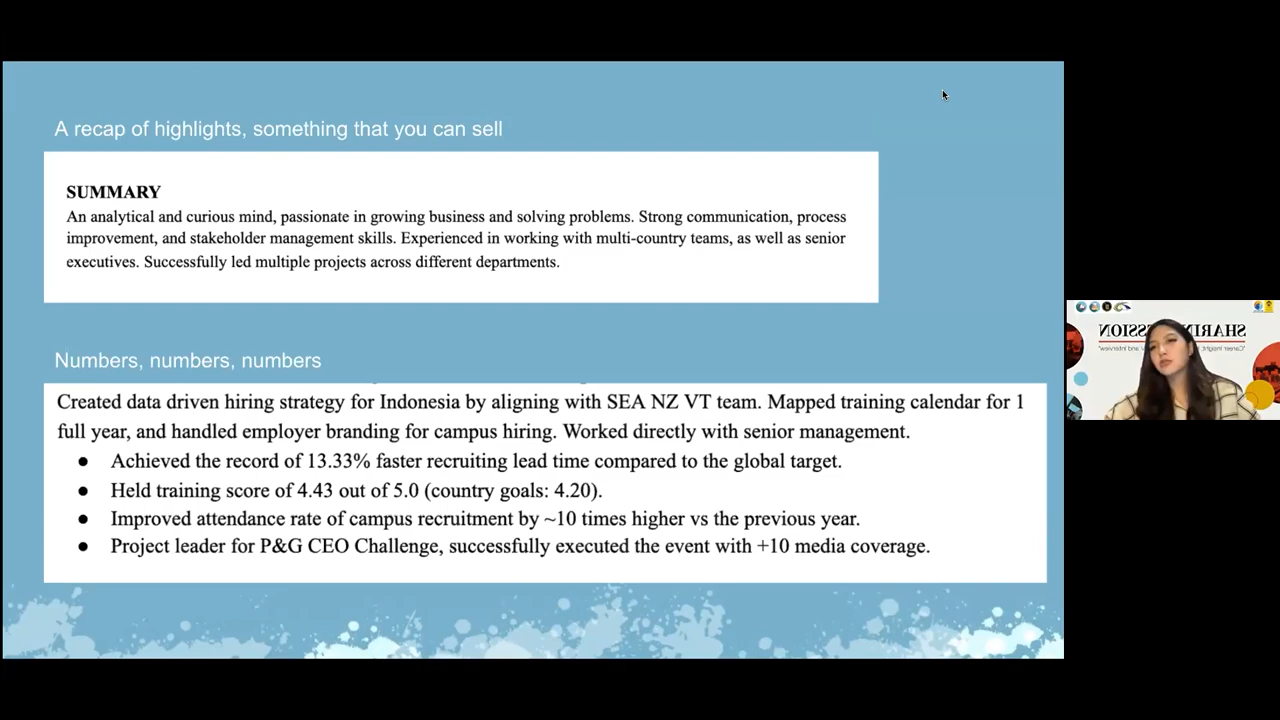 A recap of highlights, something that you can sell
SUMMARY
An analytical and curious mind, passionate in growing business and solving problems. Strong communication, process
improvement, and stakeholder management skills. Experienced in working with multi-country teams, as well as senior
executives. Successfully led multiple projects across different departments.
Numbers, numbers, numbers
Created data driven hiring strategy for Indonesia by aligning with SEA NZ VT team. Mapped training calendar for 1
full year, and handled employer branding for campus hiring. Worked directly with senior management.
● Achieved the record of 13.33% faster recruiting lead time compared to the global target.
● Held training score of 4.43 out of 5.0 (country goals: 4.20).
● Improved attendance rate of campus recruitment by ~10 times higher vs the previous year.
● Project leader for P&G CEO Challenge, successfully executed the event with +10 media coverage.